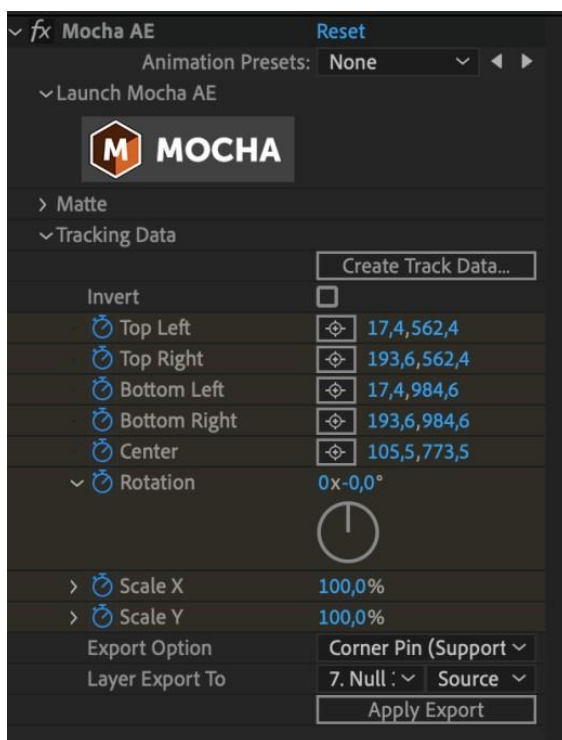 fx Mocha AE Reset
Animation Presets: None
Launch Mocha AE
M MOCHA
Matte
Tracking Data
Create Track Data...
Invert
Top Left 17,4,562,4
Top Right 193,6,562,4
Bottom Left 17,4,984,6
Bottom Right 193,6,984,6
Center 105,5,773,5
Rotation 0x-0,0°
Scale X 100,0%
Scale Y 100,0%
Export Option Corner Pin (Support
Layer Export To 7. Null Source
Apply Export